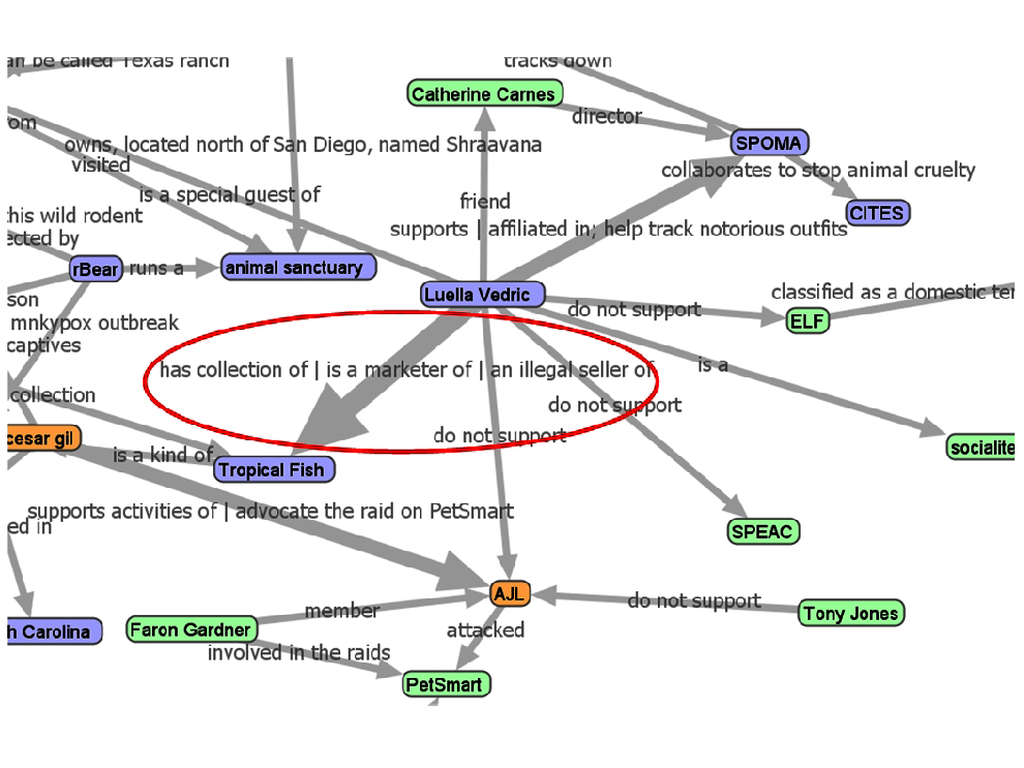 an be called Texas ranch
tracks down
Catherine Carnes
director
om
SPOMA
owns, located north of San Diego, named Shraavana
visited
collaborates to stop animal cruelty
is a special guest of
friend
CITES
this wild rodent
supports | affiliated in; help track notorious outfits
ected by
rBear
runs a
animal sanctuary
Luella Vedric
classified as a domestic ter
son
do not support
ELF
mnkypox outbreak
captives
has collection of | is a marketer of | an illegal seller of
is a
collection
do not support
cesar gil
do not support
socialite
is a kind of
Tropical Fish
supports activities of | advocate the raid on PetSmart
ed in
SPEAC
AJL
do not support
member
Tony Jones
h Carolina
Faron Gardner
attacked
involved in the raids
PetSmart